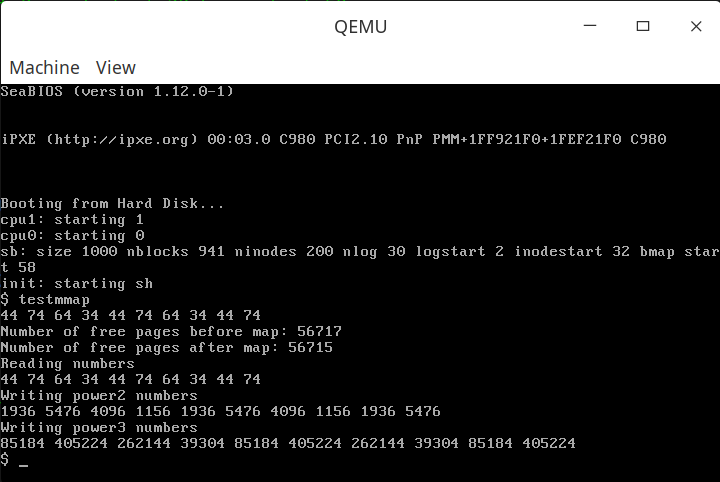 QEMU
Machine View
SeaBIOS (version 1.12.0-1)
iPXE (http://ipxe.org) 00:03.0 C980 PCI2.10 PnP PMM+1FF921F0+1FEF21F0 C980
Booting from Hard Disk...
cpu1: starting 1
cpu0: starting 0
sb: size 1000 nblocks 941 ninodes 200 nlog 30 logstart 2 inodestart 32 bmap star
t 58
init: starting sh
$ testmmap
44 74 64 34 44 74 64 34 44 74
Number of free pages before map: 56717
Number of free pages after map: 56715
Reading numbers
44 74 64 34 44 74 64 34 44 74
Writing power2 numbers
1936 5476 4096 1156 1936 5476 4096 1156 1936 5476
Writing power3 numbers
85184 405224 262144 39304 85184 405224 262144 39304 85184 405224
$ _